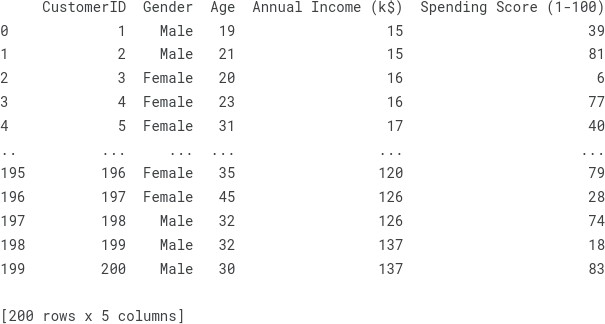 CustomerID Gender Age Annual Income (k$) Spending Score (1-100)
0 1 Male 19 15 39
1 2 Male 21 15 81
2 3 Female 20 16 6
3 4 Female 23 16 77
4 5 Female 31 17 40
.. ... ... ... ... ...
195 196 Female 35 120 79
196 197 Female 45 126 28
197 198 Male 32 126 74
198 199 Male 32 137 18
199 200 Male 30 137 83
[200 rows x 5 columns]